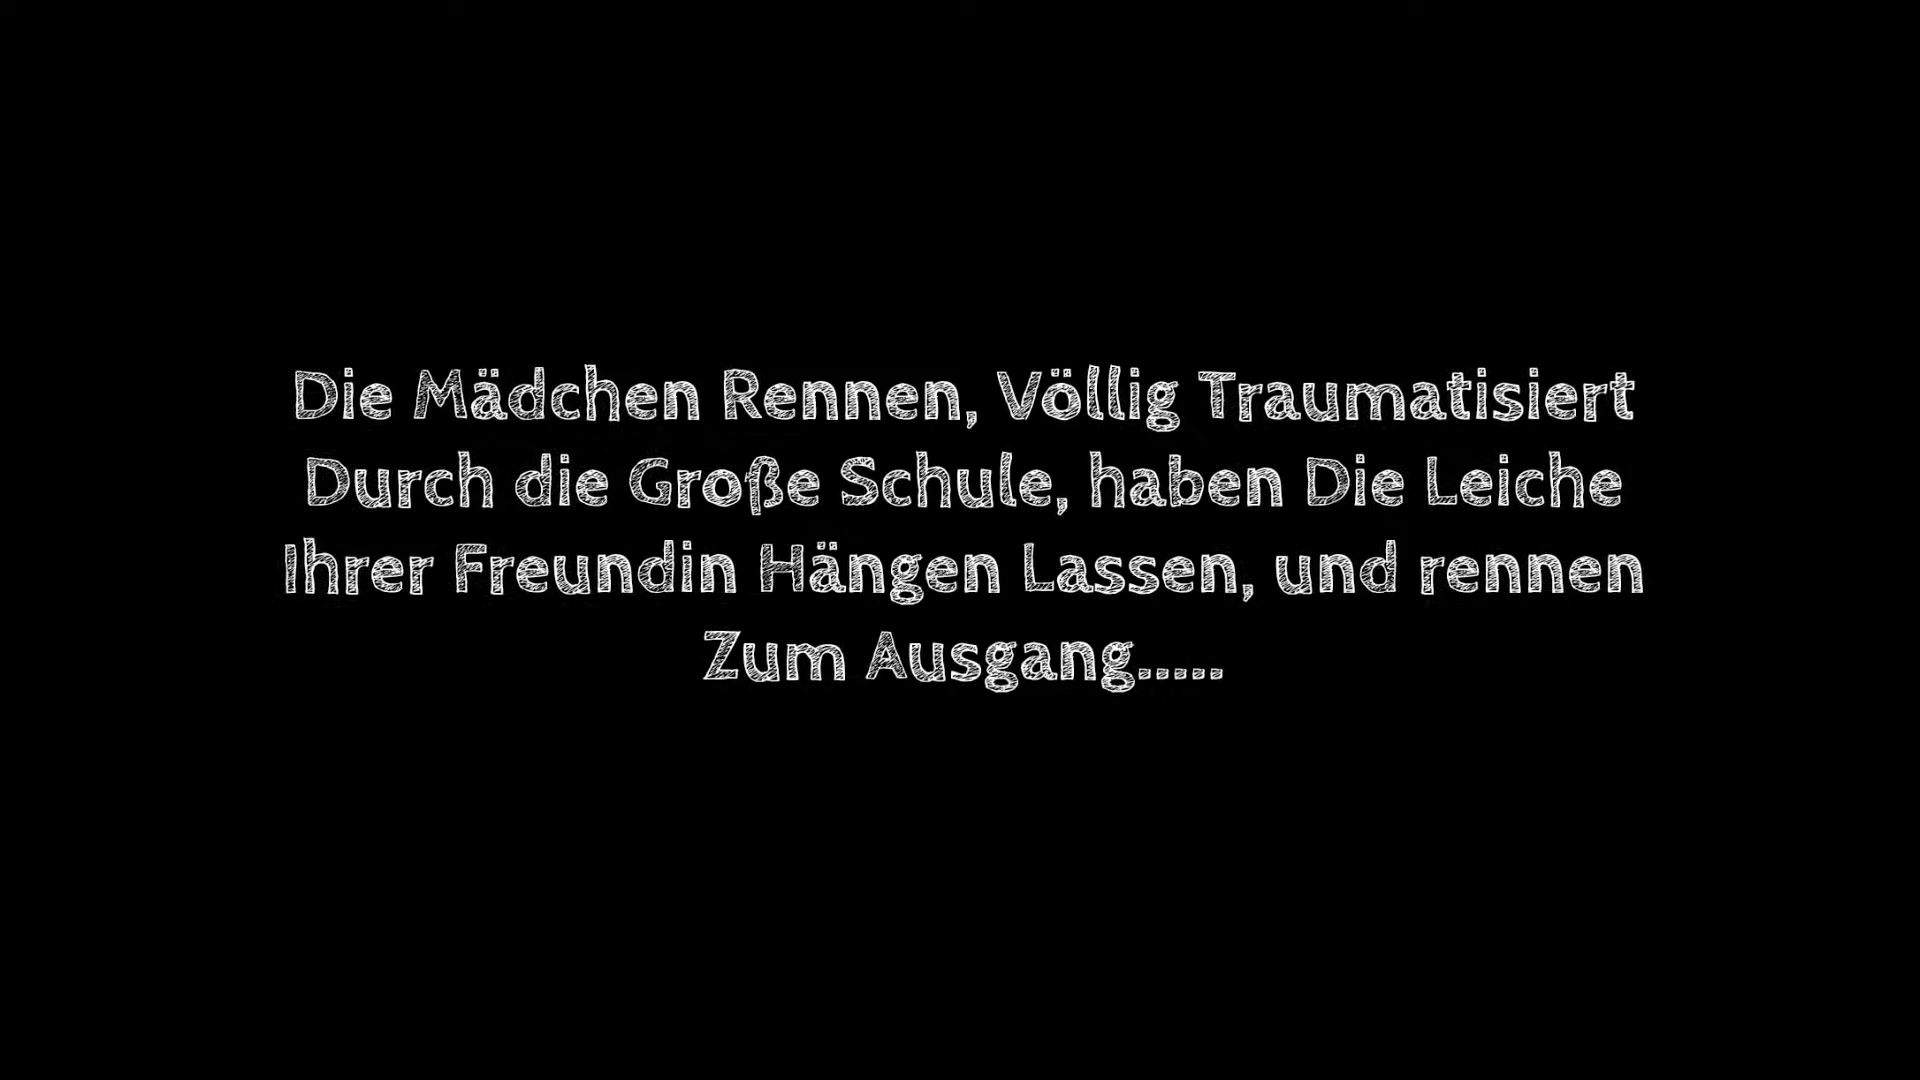 Die Mädchen Rennen, Völlig Traumatisiert
Durch die Große Schule, haben Die Leiche
Ihrer Freundin Hängen Lassen, und rennen
Zum Ausgang.....